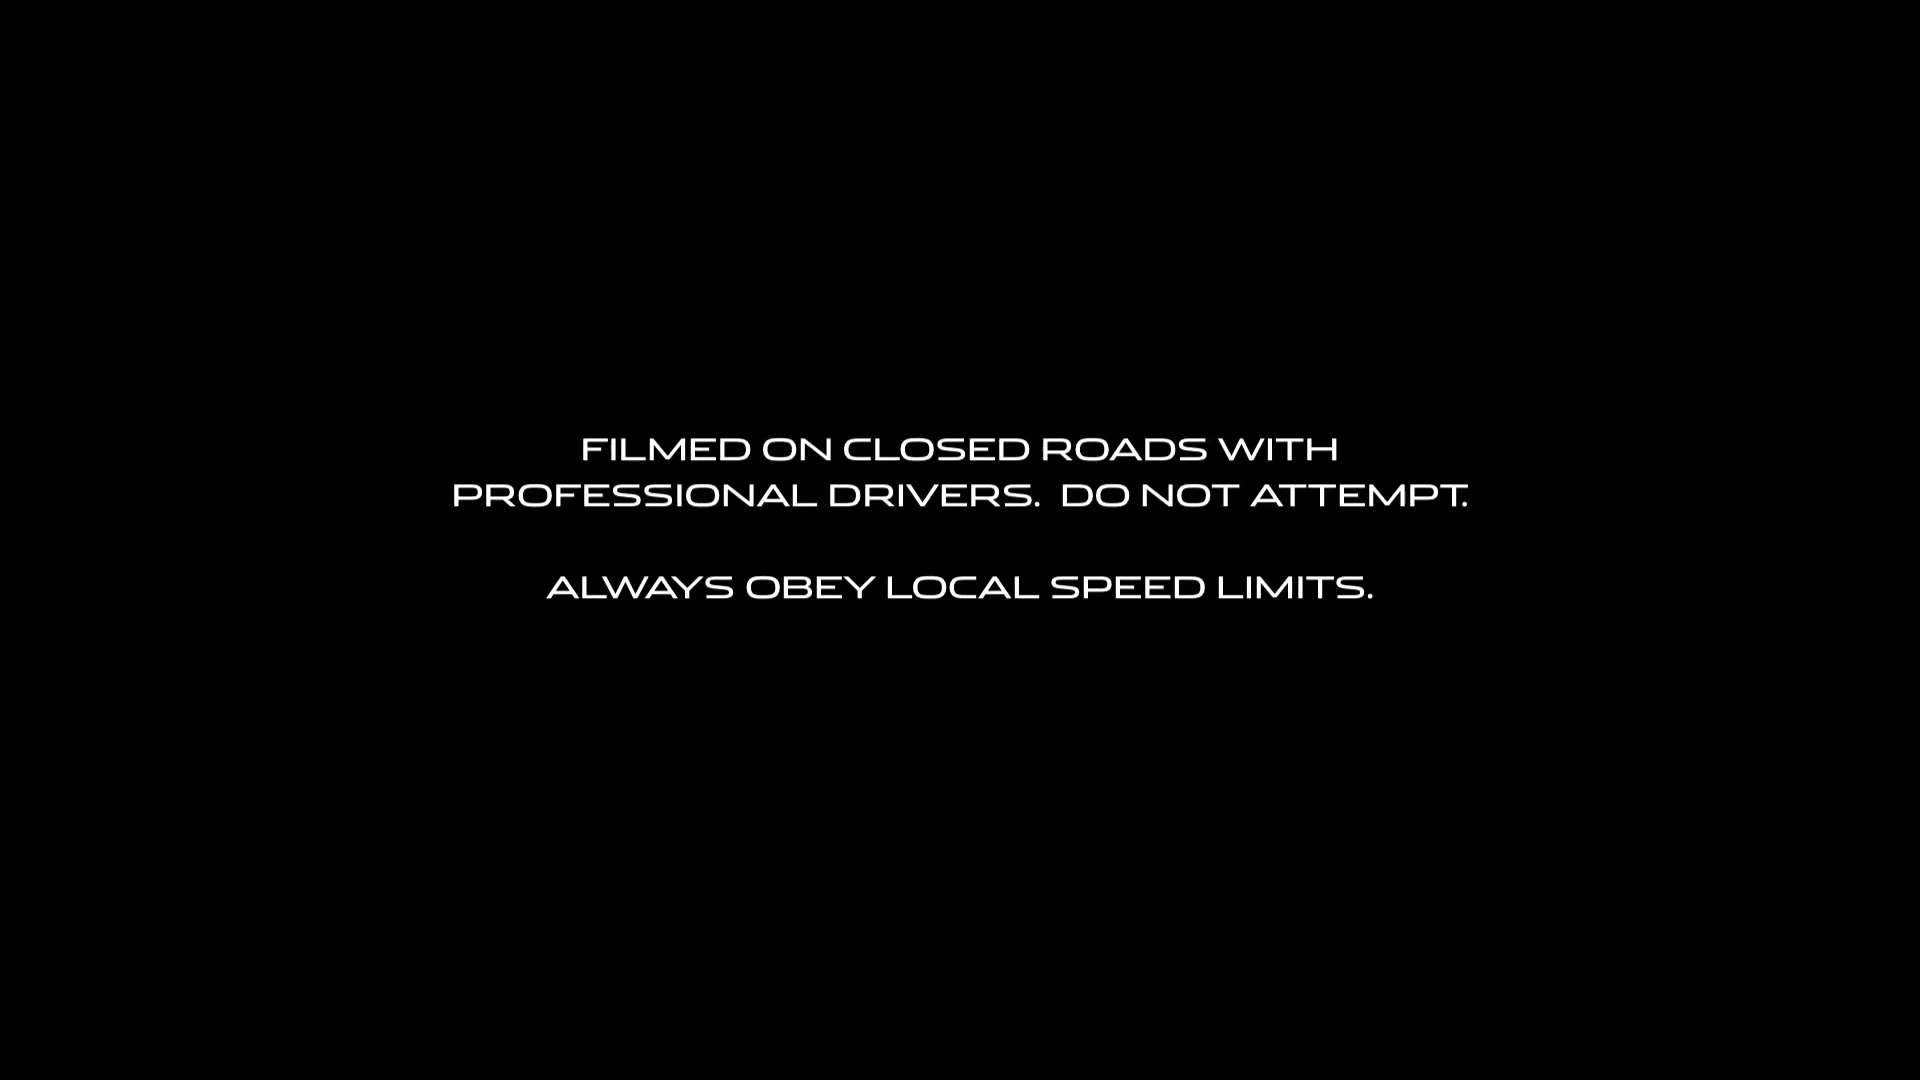 FILMED ON CLOSED ROADS WITH
PROFESSIONAL DRIVERS.  DO NOT ATTEMPT.
ALWAYS OBEY LOCAL SPEED LIMITS.